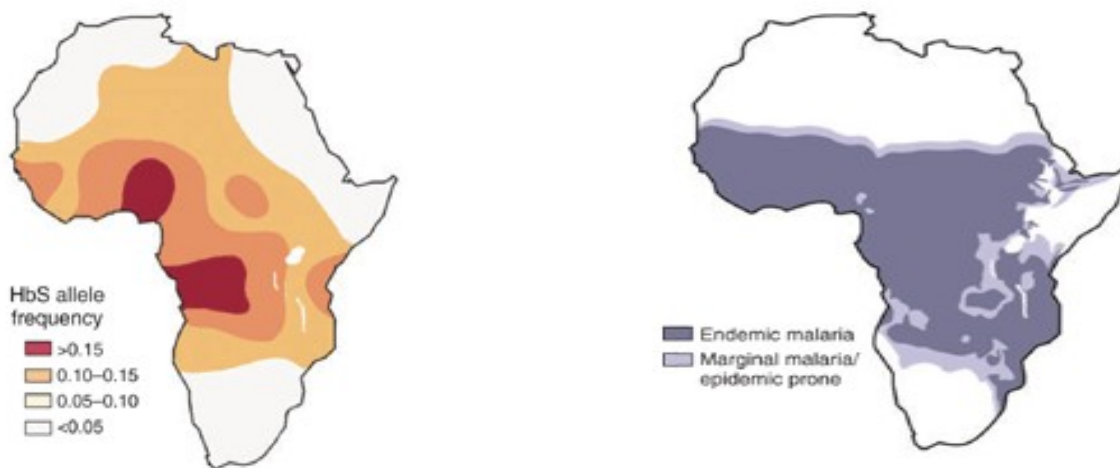 HbS allele
frequency
>0.15
0.10–0.15
0.05–0.10
<0.05
Endemic malaria
Marginal malaria/
epidemic prone